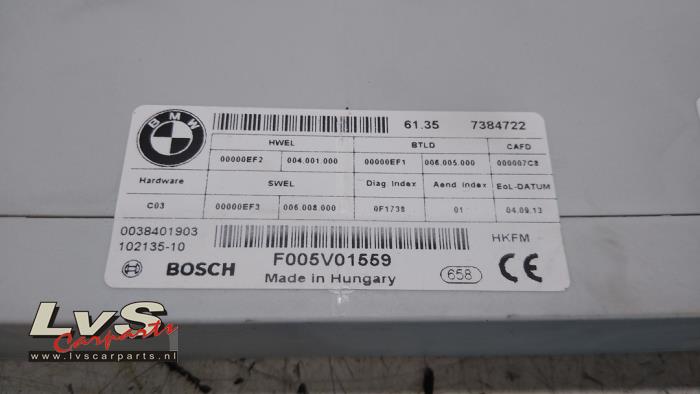 BMW
61.35 7384722
HWEL BTLD CAFD
00000EF2 004.001.000 00000EF1 006.005.000 000007C8
Hardware SWEL Diag Index Aend Index EoL-DATUM
C03 00000EF3 006.008.000 0F1738 01 04.09.13
0038401903
102135-10
HKFM
BOSCH F005V01559
Made in Hungary 658 CE
LvS
Carparts
www.lvscarparts.nl